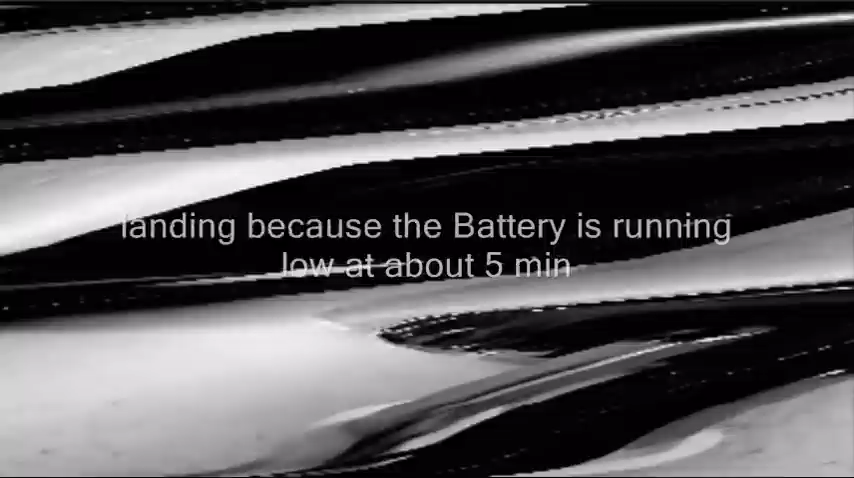 landing because the Battery is running
low at about 5 min